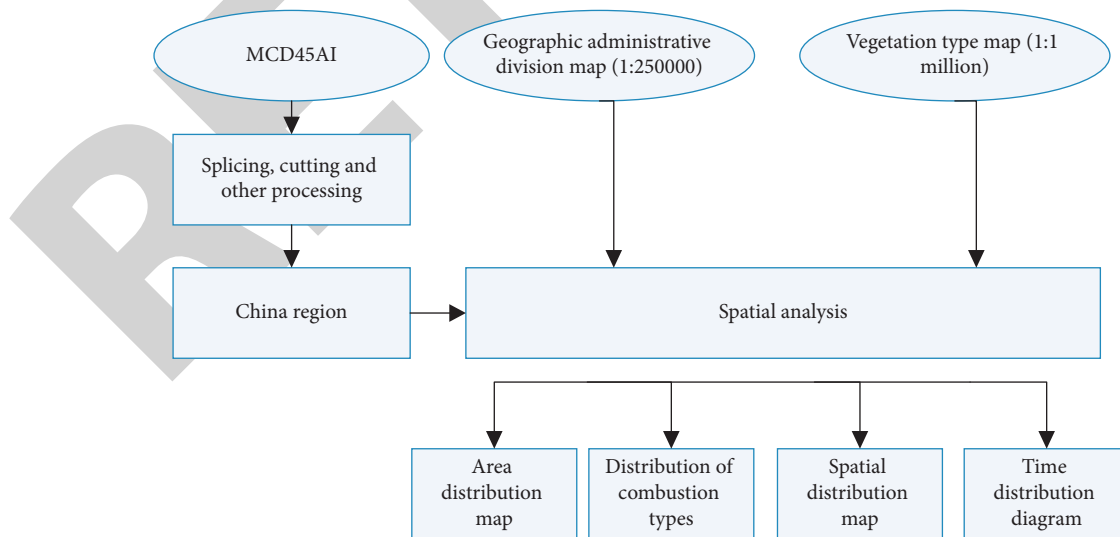 MCD45AI
Geographic administrative
division map (1:250000)
Vegetation type map (1:1
million)
Splicing, cutting and
other processing
China region
Spatial analysis
Area
distribution
map
Distribution of
combustion
types
Spatial
distribution
map
Time
distribution
diagram